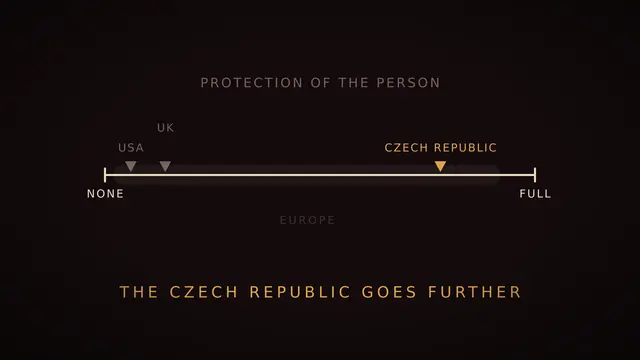 PROTECTION OF THE PERSON
UK
USA
CZECH REPUBLIC
NONE
FULL
EUROPE
THE CZECH REPUBLIC GOES FURTHER